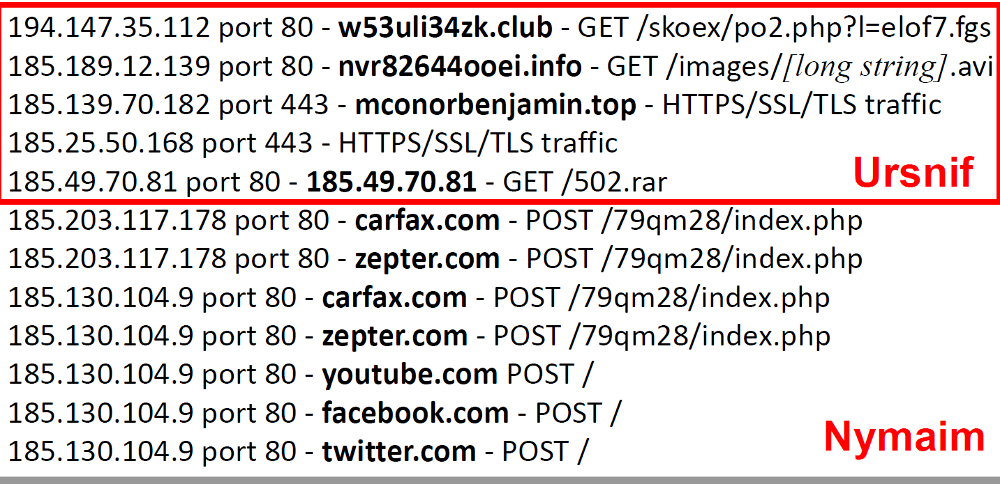 194.147.35.112 port 80 - w53uli34zk.club - GET /skoex/po2.php?l=elof7.fgs
185.189.12.139 port 80 - nvr82644ooei.info - GET /images/[long string].avi
185.139.70.182 port 443 - mconorbenjamin.top - HTTPS/SSL/TLS traffic
185.25.50.168 port 443 - HTTPS/SSL/TLS traffic
185.49.70.81 port 80 - 185.49.70.81 - GET /502.rar
Ursnif
185.203.117.178 port 80 - carfax.com - POST /79qm28/index.php
185.203.117.178 port 80 - zepter.com - POST /79qm28/index.php
185.130.104.9 port 80 - carfax.com - POST /79qm28/index.php
185.130.104.9 port 80 - zepter.com - POST /79qm28/index.php
185.130.104.9 port 80 - youtube.com POST /
185.130.104.9 port 80 - facebook.com - POST /
185.130.104.9 port 80 - twitter.com - POST /
Nymaim